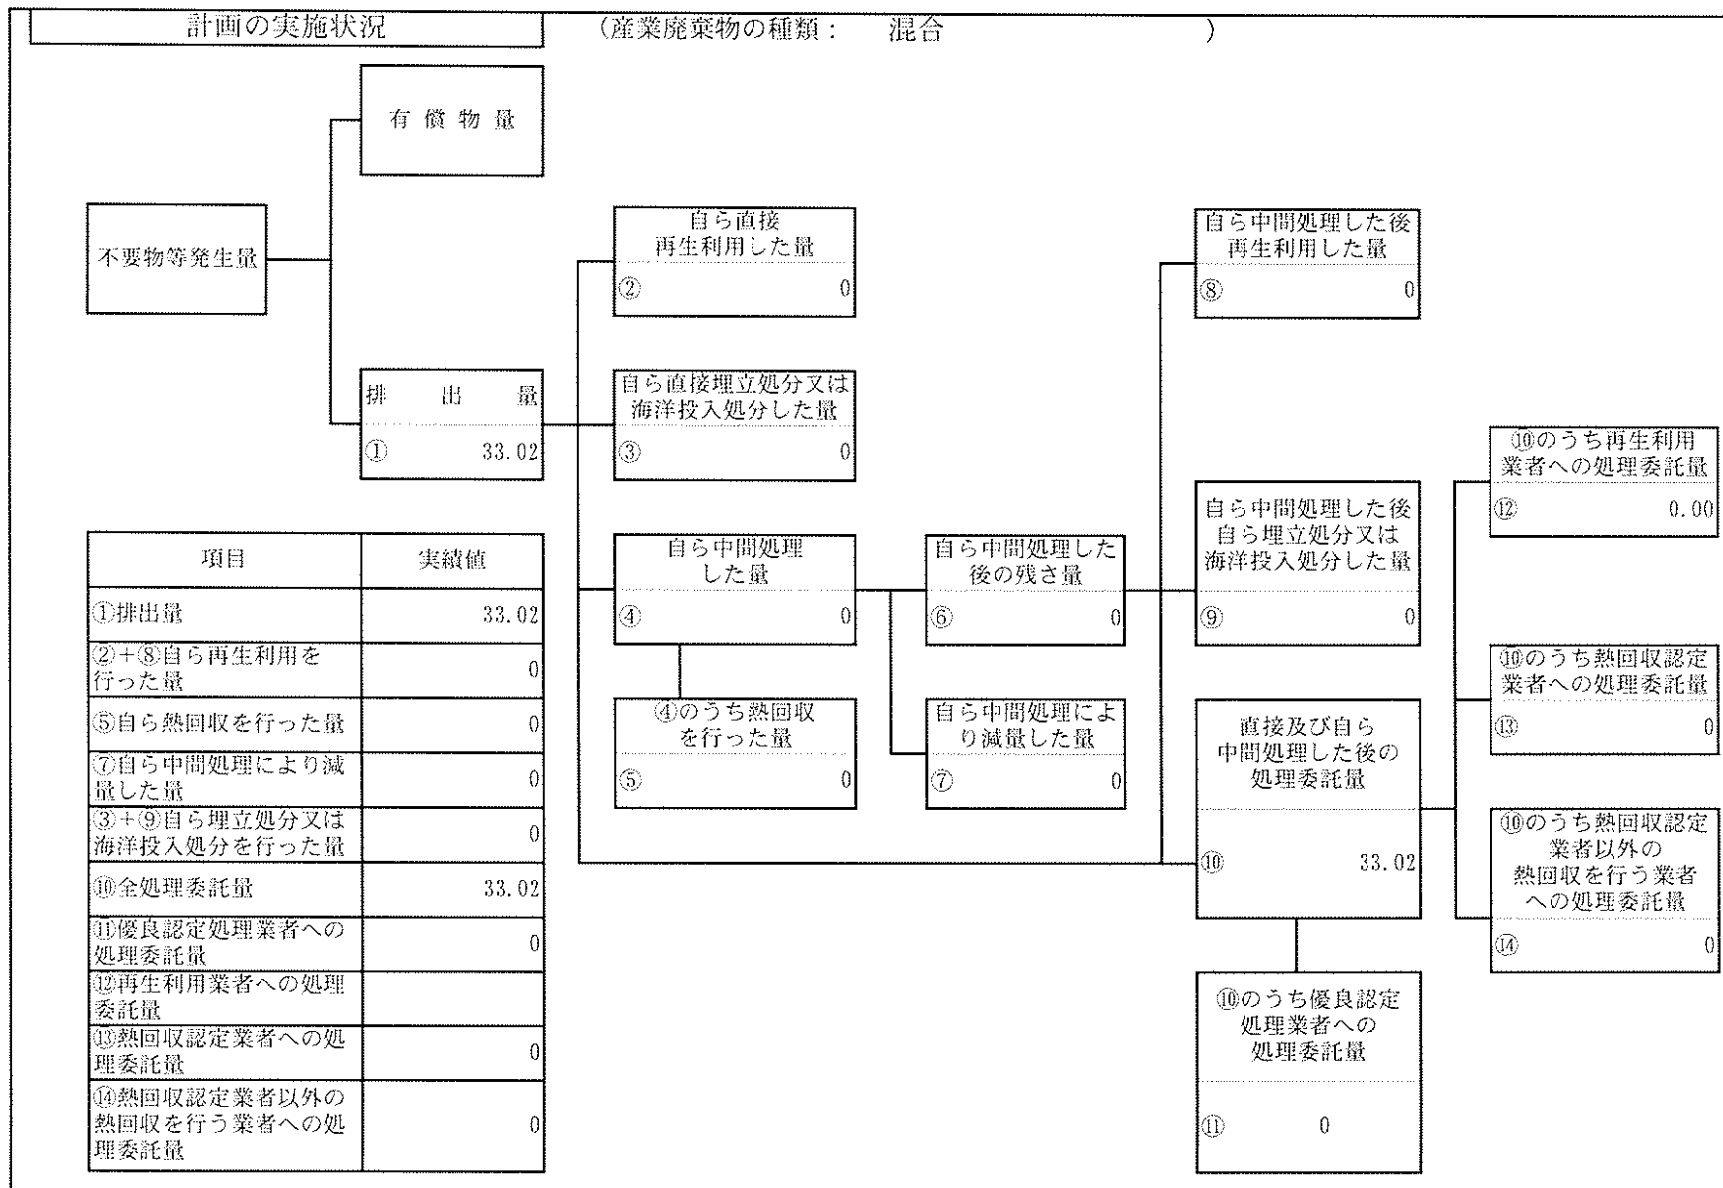 計画の実施状況
(産業廃棄物の種類： 混合 )
有償物量
不要物等発生量
排出量
① 33.02
自ら直接
再生利用した量
② 0
自ら直接埋立処分又は
海洋投入処分した量
③ 0
自ら中間処理
した量
④ 0
④のうち熱回収
を行った量
⑤ 0
自ら中間処理した
後の残さ量
⑥ 0
自ら中間処理によ
り減量した量
⑦ 0
自ら中間処理した後
再生利用した量
⑧ 0
自ら中間処理した後
自ら埋立処分又は
海洋投入処分した量
⑨ 0
直接及び自ら
中間処理した後の
処理委託量
⑩ 33.02
⑩のうち優良認定
処理業者への
処理委託量
⑪ 0
⑩のうち再生利用
業者への処理委託量
⑫ 0.00
⑩のうち熱回収認定
業者への処理委託量
⑬ 0
⑩のうち熱回収認定
業者以外の
熱回収を行う業者
への処理委託量
⑭ 0
項目 実績値
①排出量 33.02
②＋⑧自ら再生利用を
行った量 0
⑤自ら熱回収を行った量 0
⑦自ら中間処理により減
量した量 0
③＋⑨自ら埋立処分又は
海洋投入処分を行った量 0
⑩全処理委託量 33.02
⑪優良認定処理業者への
処理委託量 0
⑫再生利用業者への処理
委託量
⑬熱回収認定業者への処
理委託量 0
⑭熱回収認定業者以外の
熱回収を行う業者への処
理委託量 0